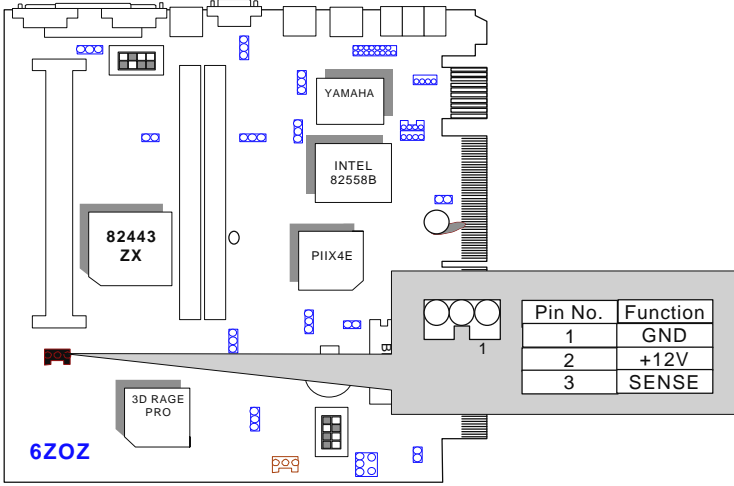 YAMAHA
INTEL
82558B
82443
ZX
PIIX4E
Pin No. Function
1 GND
2 +12V
3 SENSE
1
B
3D RAGE
PRO
6ZOZ